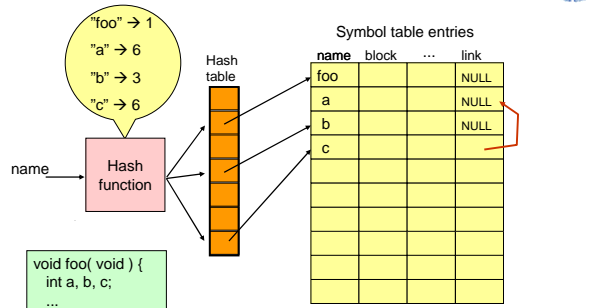 "foo" → 1
"a" → 6
"b" → 3
"c" → 6
Hash
table
Symbol table entries
name block ... link
foo NULL
a NULL
b NULL
c
name
Hash
function
void foo( void ) {
int a, b, c;
...